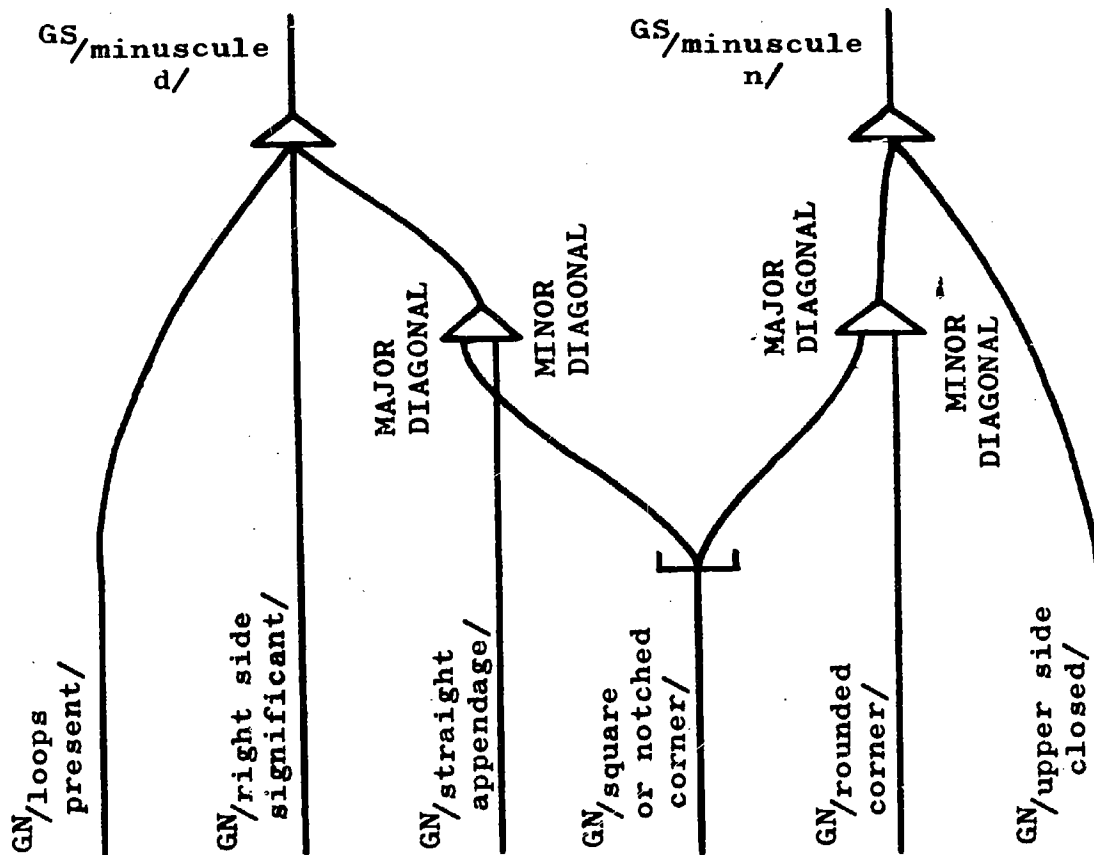 GS/minuscule
d/
GS/minuscule
n/
MAJOR
DIAGONAL
MINOR
DIAGONAL
MAJOR
DIAGONAL
MINOR
DIAGONAL
GN/loops
present/
GN/right side
significant/
GN/straight
appendage/
GN/square
or notched
corner/
GN/rounded
corner/
GN/upper side
closed/